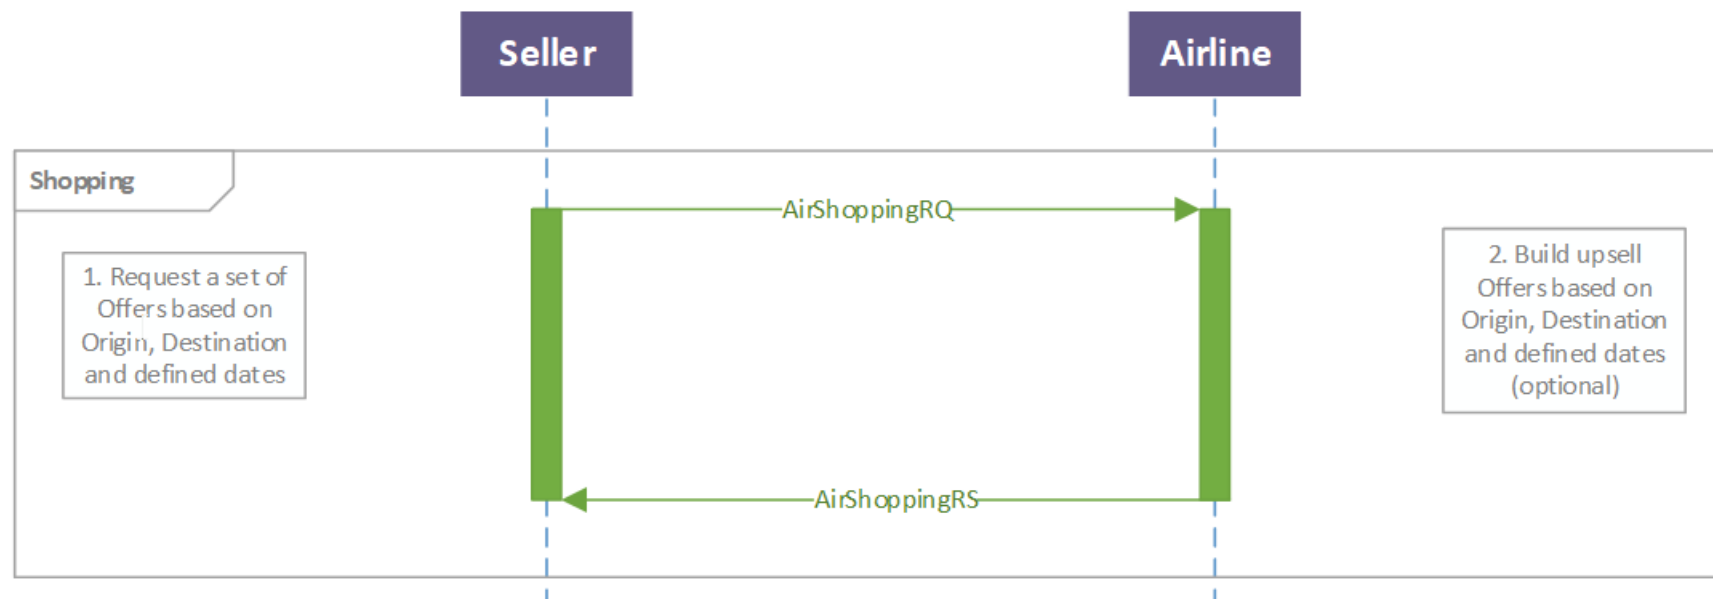 Seller
Airline
Shopping
AirShoppingRQ
1. Request a set of
Offers based on
Origin, Destination
and defined dates
2. Build upsell
Offers based on
Origin, Destination
and defined dates
(optional)
AirShoppingRS